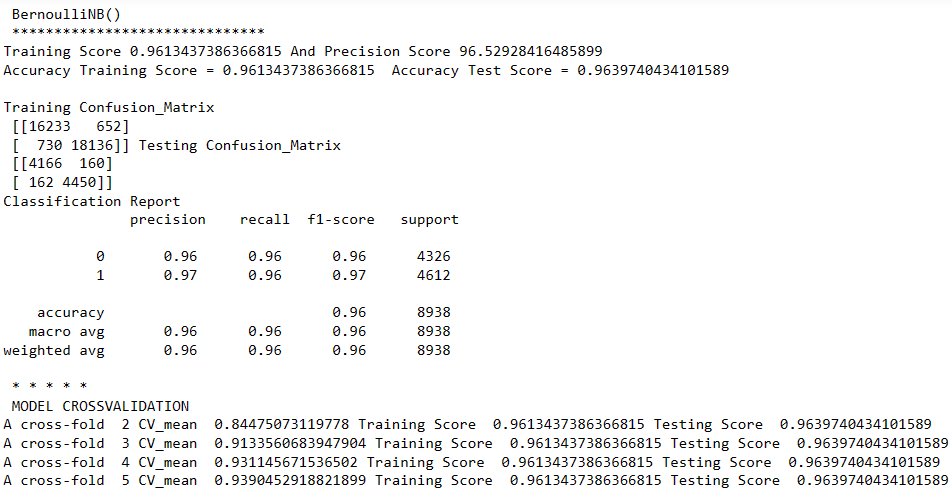 BernoulliNB()
******************************
Training Score 0.9613437386366815 And Precision Score 96.52928416485899
Accuracy Training Score = 0.9613437386366815  Accuracy Test Score = 0.9639740434101589
Training Confusion_Matrix
[[16233   652]
[  730 18136]] Testing Confusion_Matrix
[[4166  160]
[ 162 4450]]
Classification Report
precision    recall  f1-score   support
0       0.96      0.96      0.96      4326
1       0.97      0.96      0.97      4612
accuracy                           0.96      8938
macro avg       0.96      0.96      0.96      8938
weighted avg       0.96      0.96      0.96      8938
* * * * *
MODEL CROSSVALIDATION
A cross-fold  2 CV_mean  0.84475073119778 Training Score  0.9613437386366815 Testing Score  0.9639740434101589
A cross-fold  3 CV_mean  0.9133560683947904 Training Score  0.9613437386366815 Testing Score  0.9639740434101589
A cross-fold  4 CV_mean  0.931145671536502 Training Score  0.9613437386366815 Testing Score  0.9639740434101589
A cross-fold  5 CV_mean  0.9390452918821899 Training Score  0.9613437386366815 Testing Score  0.9639740434101589